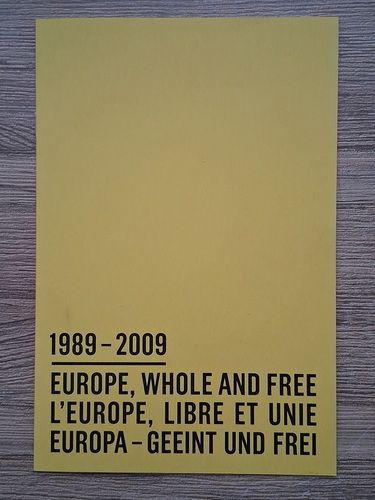 1989 – 2009
EUROPE, WHOLE AND FREE
L'EUROPE, LIBRE ET UNIE
EUROPA – GEEINT UND FREI